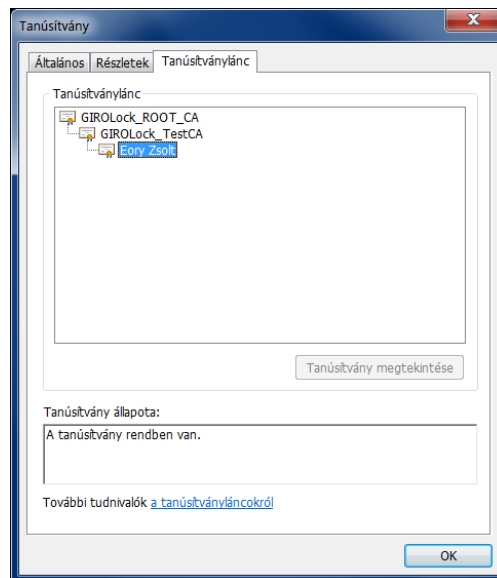 Tanúsítvány
Általános Részletek Tanúsítványlánc
Tanúsítványlánc
GIROLock_ROOT_CA
GIROLock_TestCA
Eory Zsolt
Tanúsítvány megtekintése
Tanúsítvány állapota:
A tanúsítvány rendben van.
További tudnivalók a tanúsítványláncokról
OK